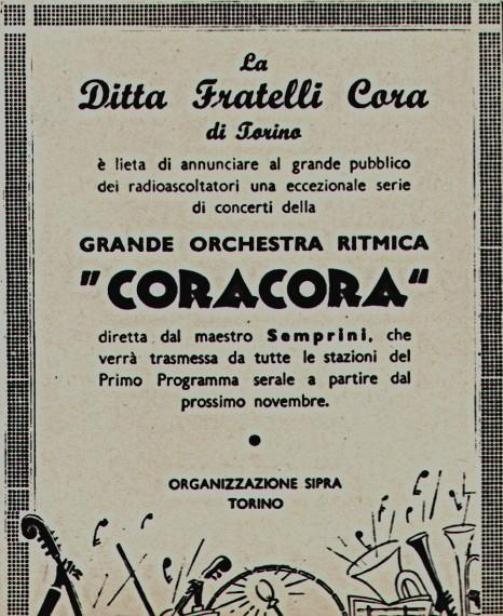 La
Ditta Fratelli Cora
di Torino
è lieta di annunciare al grande pubblico
dei radioascoltatori una eccezionale serie
di concerti della
GRANDE ORCHESTRA RITMICA
"CORACORA"
diretta dal maestro Semprini, che
verrà trasmessa da tutte le stazioni del
Primo Programma serale a partire dal
prossimo novembre.
ORGANIZZAZIONE SIPRA
TORINO